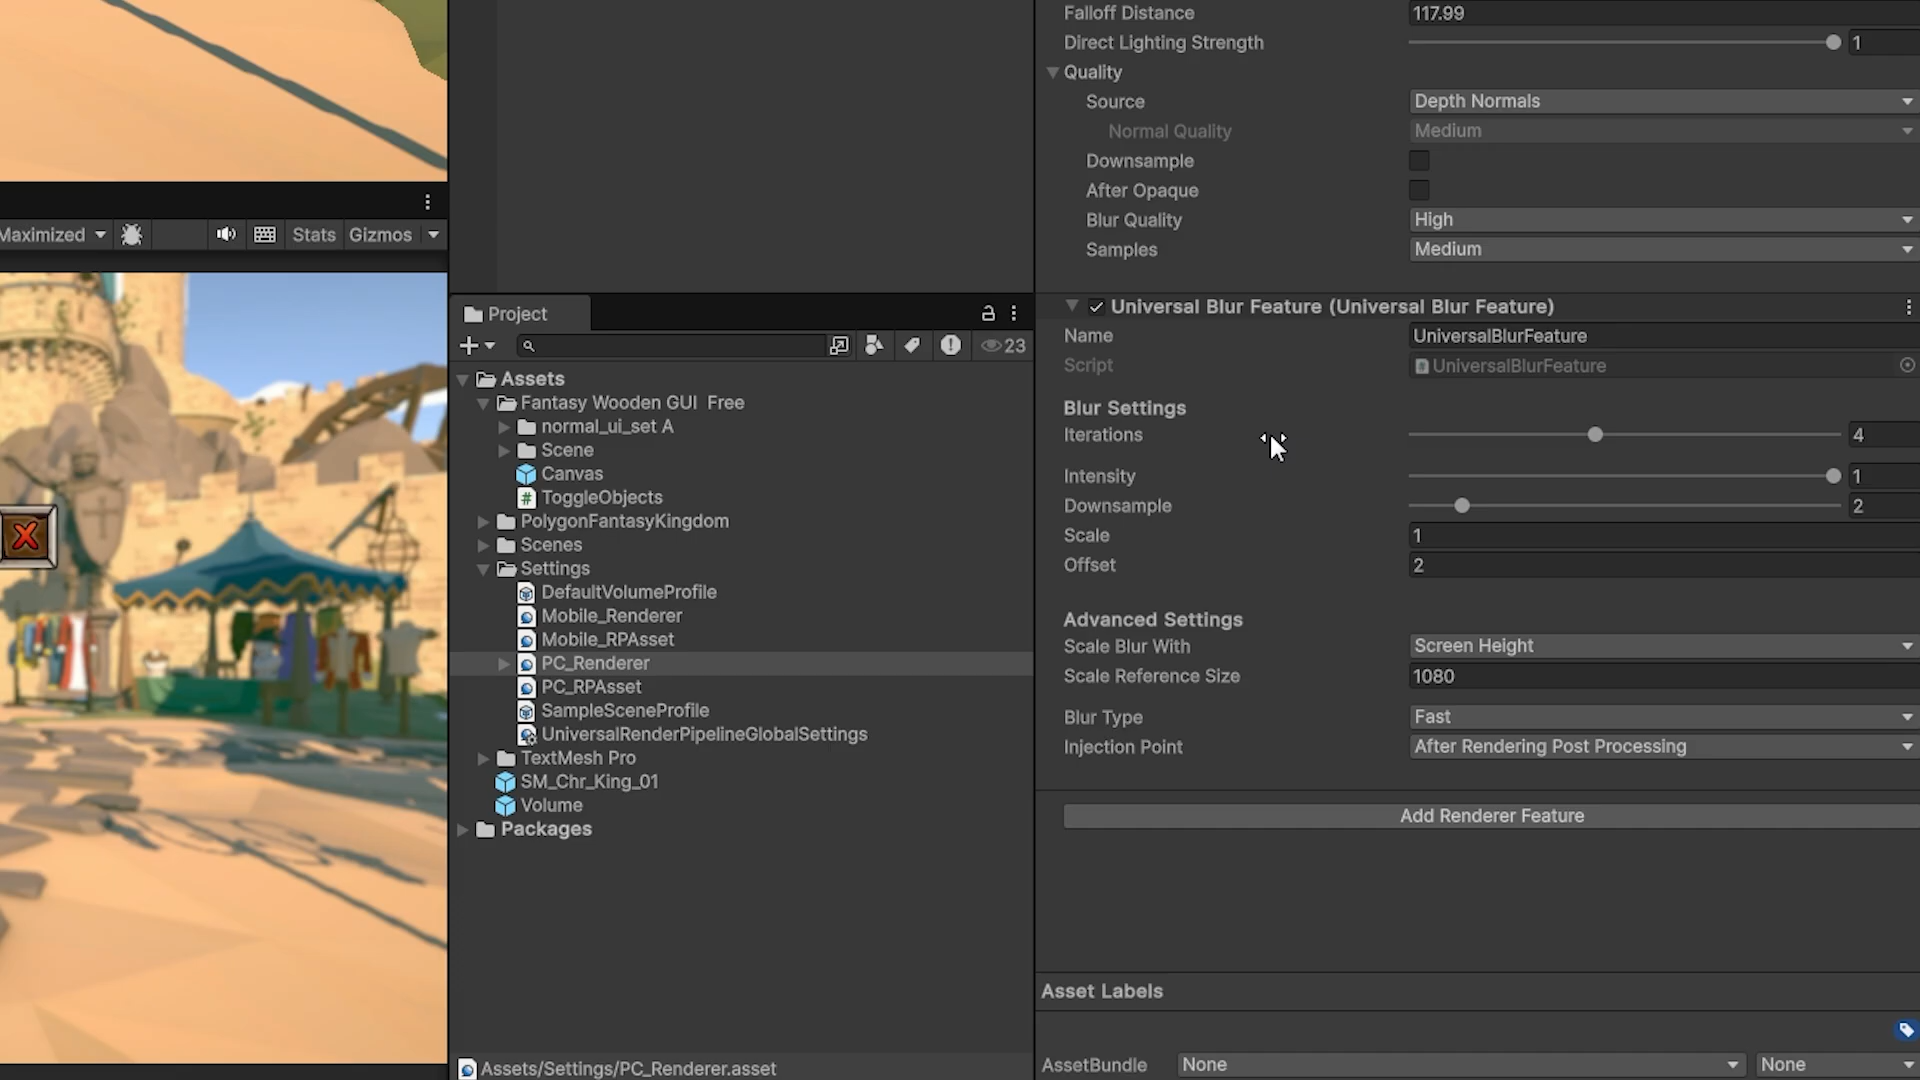 Maximized
Stats
Gizmos
Project
23
Assets
Fantasy Wooden GUI  Free
normal_ui_set A
Scene
Canvas
ToggleObjects
PolygonFantasyKingdom
Scenes
Settings
DefaultVolumeProfile
Mobile_Renderer
Mobile_RPAsset
PC_Renderer
PC_RPAsset
SampleSceneProfile
UniversalRenderPipelineGlobalSettings
TextMesh Pro
SM_Chr_King_01
Volume
Packages
Assets/Settings/PC_Renderer.asset
Falloff Distance 117.99
Direct Lighting Strength 1
Quality
Source Depth Normals
Normal Quality Medium
Downsample
After Opaque
Blur Quality High
Samples Medium
Universal Blur Feature (Universal Blur Feature)
Name UniversalBlurFeature
Script UniversalBlurFeature
Blur Settings
Iterations 4
Intensity 1
Downsample 2
Scale 1
Offset 2
Advanced Settings
Scale Blur With Screen Height
Scale Reference Size 1080
Blur Type Fast
Injection Point After Rendering Post Processing
Add Renderer Feature
Asset Labels
AssetBundle None None